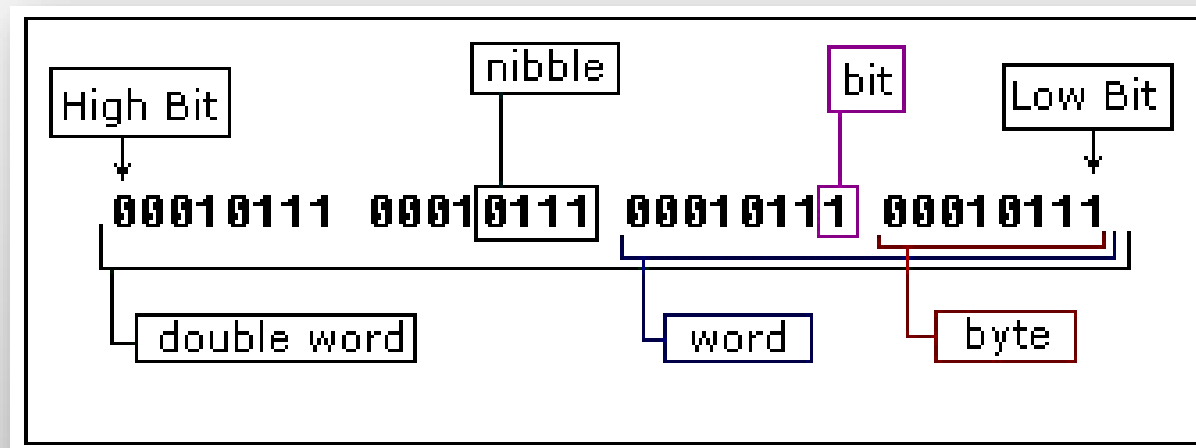 nibble
bit
High Bit
Low Bit
00010111 00010111 00010111 00010111
double word
word
byte